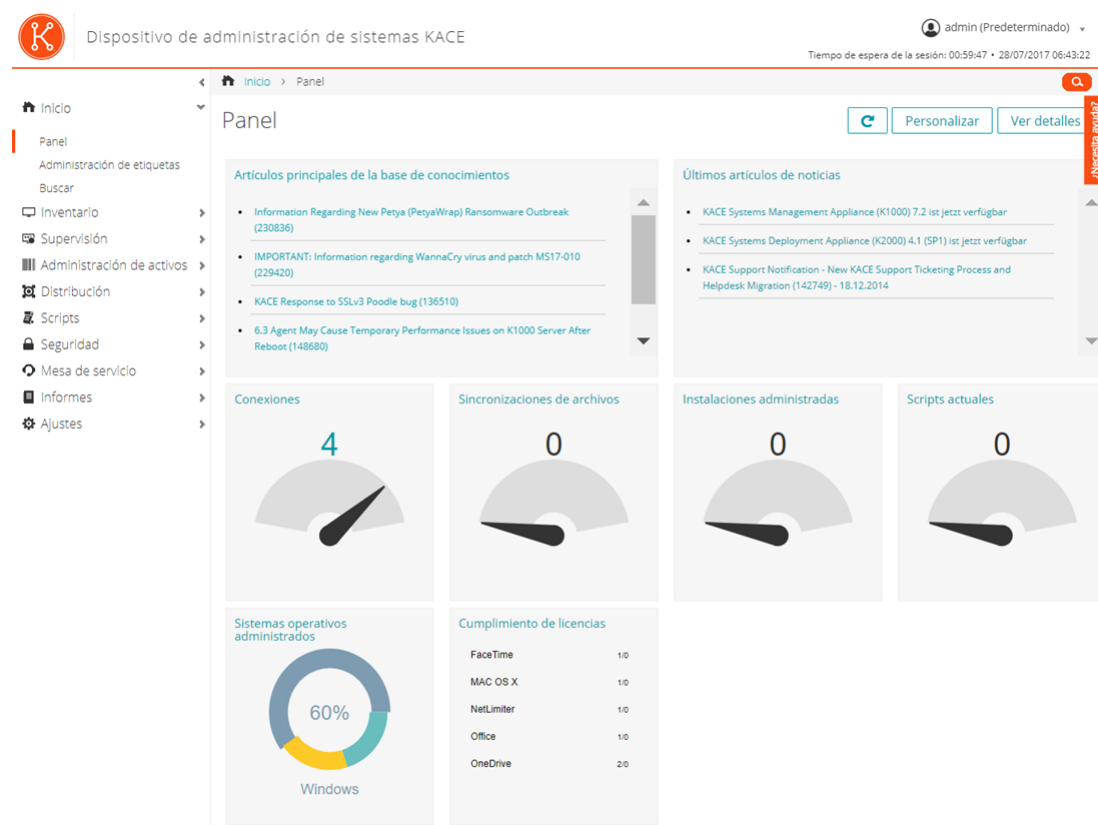 Dispositivo de administración de sistemas KACE
admin (Predeterminado)
Tiempo de espera de la sesión: 00:59:47 • 28/07/2017 06:43:22
Inicio > Panel
Inicio
Panel
Administración de etiquetas
Buscar
Inventario
Supervisión
Administración de activos
Distribución
Scripts
Seguridad
Mesa de servicio
Informes
Ajustes
Panel
Personalizar
Ver detalles
¿Necesita ayuda?
Artículos principales de la base de conocimientos
• Information Regarding New Petya (PetyaWrap) Ransomware Outbreak
(230836)
• IMPORTANT: Information regarding WannaCry virus and patch MS17-010
(229420)
• KACE Response to SSLv3 Poodle bug (136510)
• 6.3 Agent May Cause Temporary Performance Issues on K1000 Server After
Reboot (148680)
Últimos artículos de noticias
• KACE Systems Management Appliance (K1000) 7.2 ist jetzt verfügbar
• KACE Systems Deployment Appliance (K2000) 4.1 (SP1) ist jetzt verfügbar
• KACE Support Notification - New KACE Support Ticketing Process and
Helpdesk Migration (142749) - 18.12.2014
Conexiones
4
Sincronizaciones de archivos
0
Instalaciones administradas
0
Scripts actuales
0
Sistemas operativos
administrados
60%
Windows
Cumplimiento de licencias
FaceTime 1/0
MAC OS X 1/0
NetLimiter 1/0
Office 1/0
OneDrive 2/0